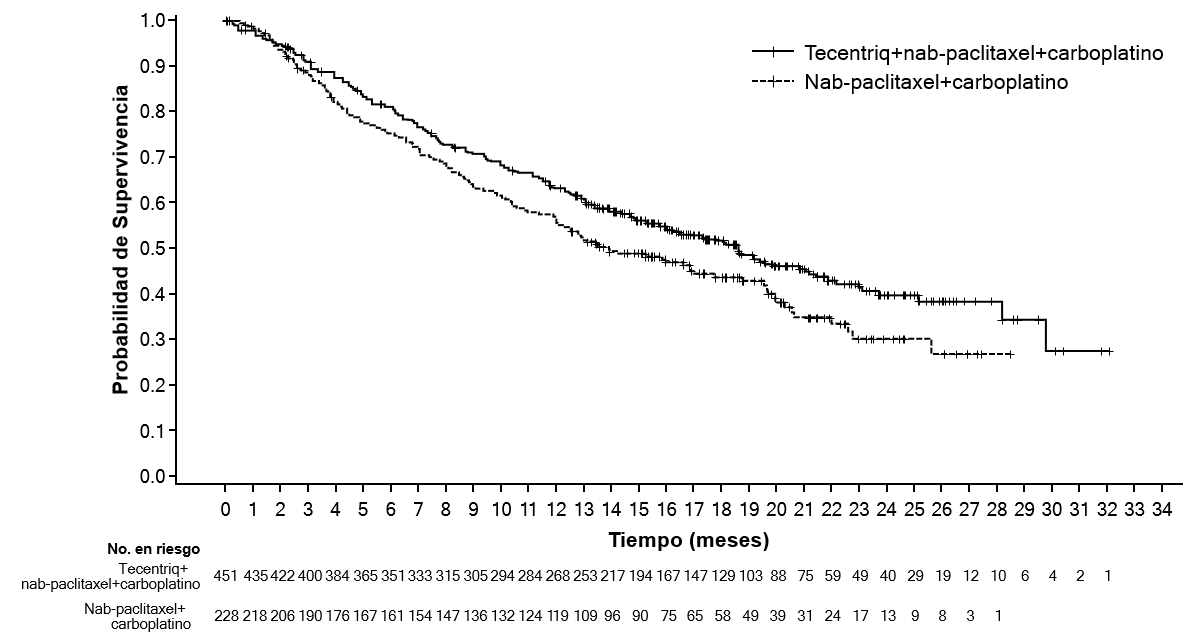 Tecentriq+nab-paclitaxel+carboplatino
Nab-paclitaxel+carboplatino
Probabilidad de Supervivencia
1.0
0.9
0.8
0.7
0.6
0.5
0.4
0.3
0.2
0.1
0.0
0 1 2 3 4 5 6 7 8 9 10 11 12 13 14 15 16 17 18 19 20 21 22 23 24 25 26 27 28 29 30 31 32 33 34
Tiempo (meses)
No. en riesgo
Tecentriq+
nab-paclitaxel+carboplatino 451 435 422 400 384 365 351 333 315 305 294 284 268 253 217 194 167 147 129 103 88 75 59 49 40 29 19 12 10 6 4 2 1
Nab-paclitaxel+
carboplatino 228 218 206 190 176 167 161 154 147 136 132 124 119 109 96 90 75 65 58 49 39 31 24 17 13 9 8 3 1